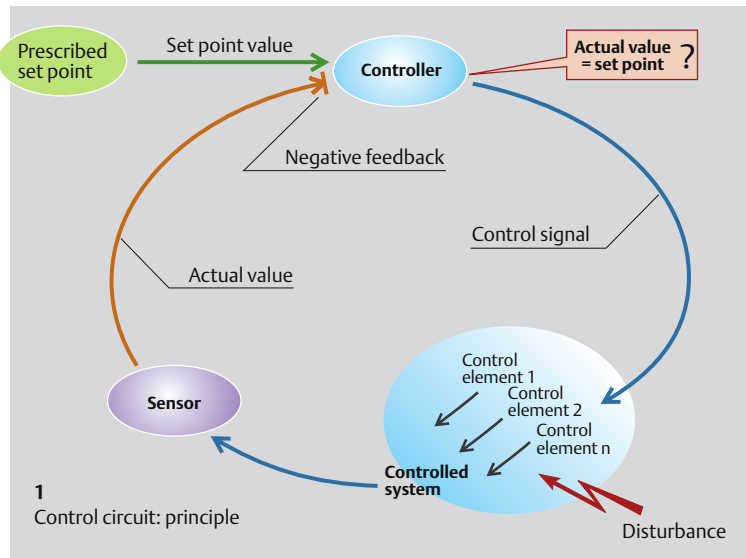 Prescribed
set point
Set point value
Controller
Actual value
= set point ?
Negative feedback
Control signal
Actual value
Sensor
Control
element 1
Control
element 2
Control
element n
Controlled
system
Disturbance
1
Control circuit: principle